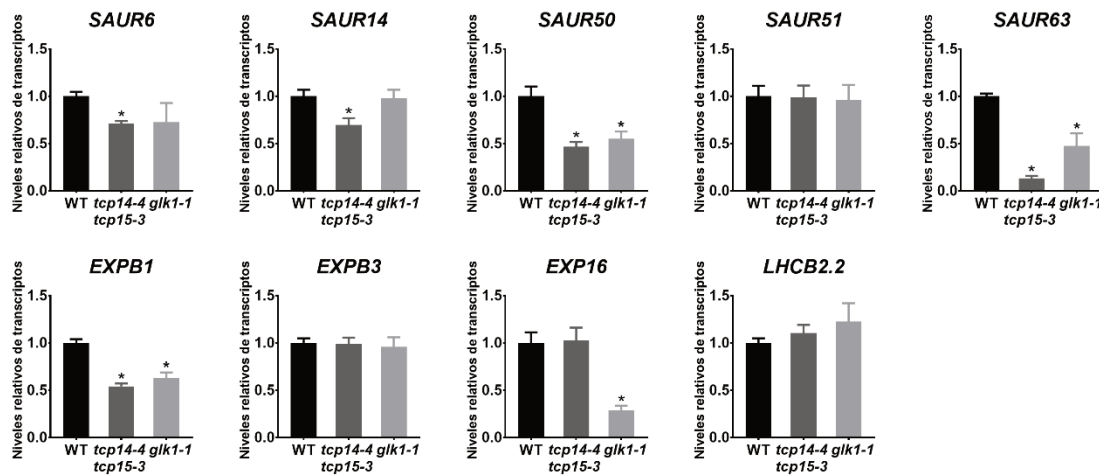 SAUR6
Niveles relativos de transcriptos
1.5
1.0
0.5
0.0
*
WT tcp14-4 glk1-1
tcp15-3
SAUR14
Niveles relativos de transcriptos
1.5
1.0
0.5
0.0
*
WT tcp14-4 glk1-1
tcp15-3
SAUR50
Niveles relativos de transcriptos
1.5
1.0
0.5
0.0
* *
WT tcp14-4 glk1-1
tcp15-3
SAUR51
Niveles relativos de transcriptos
1.5
1.0
0.5
0.0
WT tcp14-4 glk1-1
tcp15-3
SAUR63
Niveles relativos de transcriptos
1.5
1.0
0.5
0.0
* *
WT tcp14-4 glk1-1
tcp15-3
EXPB1
Niveles relativos de transcriptos
1.5
1.0
0.5
0.0
* *
WT tcp14-4 glk1-1
tcp15-3
EXPB3
Niveles relativos de transcriptos
1.5
1.0
0.5
0.0
WT tcp14-4 glk1-1
tcp15-3
EXP16
Niveles relativos de transcriptos
1.5
1.0
0.5
0.0
*
WT tcp14-4 glk1-1
tcp15-3
LHCB2.2
Niveles relativos de transcriptos
1.5
1.0
0.5
0.0
WT tcp14-4 glk1-1
tcp15-3